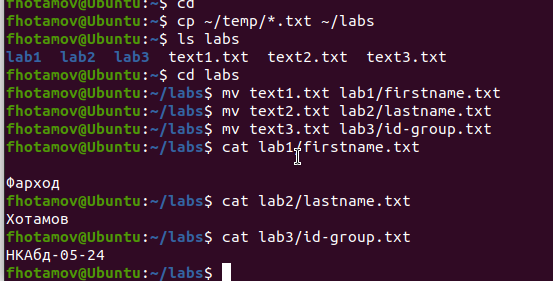 fhotamov@Ubuntu:~$ cd
fhotamov@Ubuntu:~$ cp ~/temp/*.txt ~/labs
fhotamov@Ubuntu:~$ ls labs
lab1  lab2  lab3  text1.txt  text2.txt  text3.txt
fhotamov@Ubuntu:~$ cd labs
fhotamov@Ubuntu:~/labs$ mv text1.txt lab1/firstname.txt
fhotamov@Ubuntu:~/labs$ mv text2.txt lab2/lastname.txt
fhotamov@Ubuntu:~/labs$ mv text3.txt lab3/id-group.txt
fhotamov@Ubuntu:~/labs$ cat lab1/firstname.txt
Фарход
fhotamov@Ubuntu:~/labs$ cat lab2/lastname.txt
Хотамов
fhotamov@Ubuntu:~/labs$ cat lab3/id-group.txt
НКАбд-05-24
fhotamov@Ubuntu:~/labs$